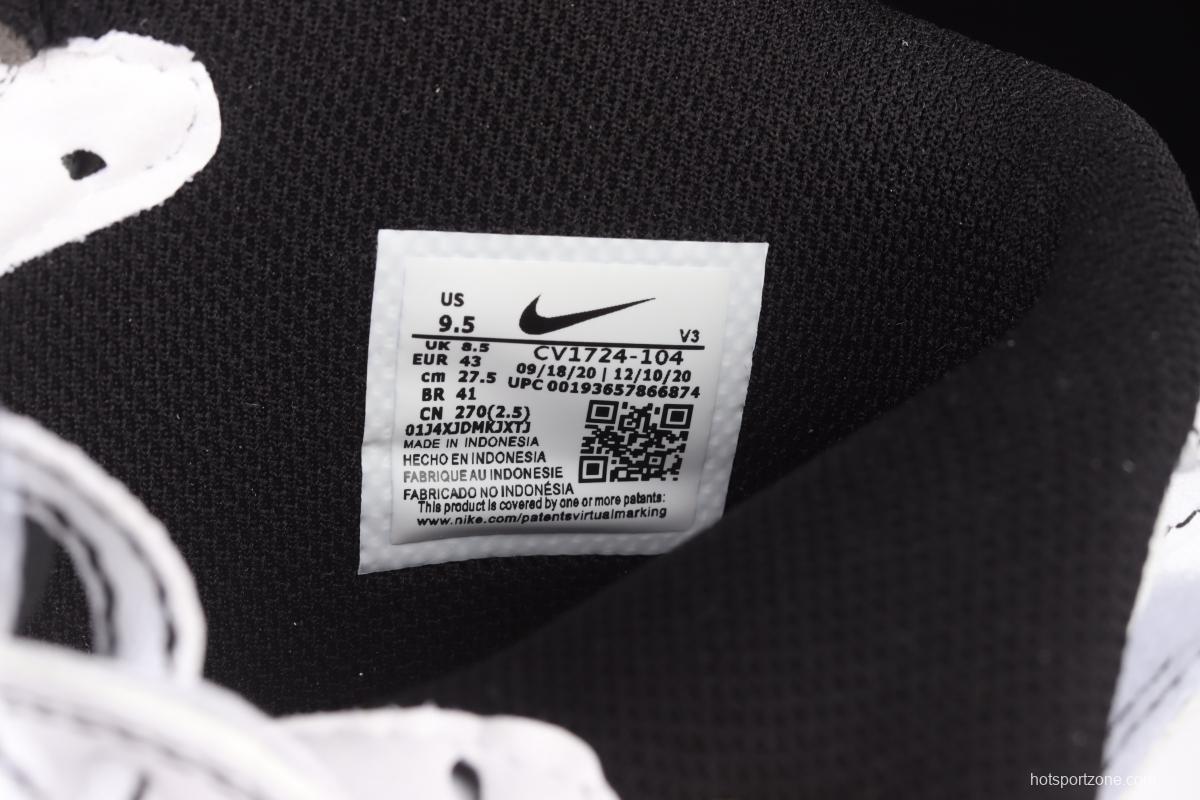 US
9.5
V3
UK 8.5
CV1724-104
EUR 43
09/18/20 | 12/10/20
cm 27.5
UPC 00193657866874
BR 41
CN 270(2.5)
01J4XJDMKJXTJ
MADE IN INDONESIA
HECHO EN INDONESIA
FABRIQUE AU INDONESIE
FABRICADO NO INDONÉSIA
This product is covered by one or more patents:
www.nike.com/patentsvirtualmarking